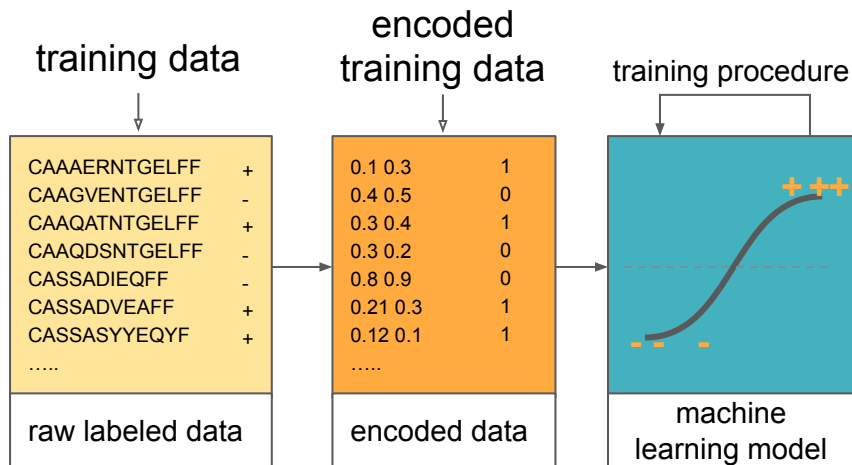 training data
CAAAERNTGELFF +
CAAGVENTGELFF -
CAAQATNTGELFF +
CAAQDSNTGELFF -
CASSADIEQFF -
CASSADVEAFF +
CASSASYYEQYF +
.....
raw labeled data
encoded
training data
0.1 0.3 1
0.4 0.5 0
0.3 0.4 1
0.3 0.2 0
0.8 0.9 0
0.21 0.3 1
0.12 0.1 1
.....
encoded data
training procedure
+ ++
- - -
machine
learning model